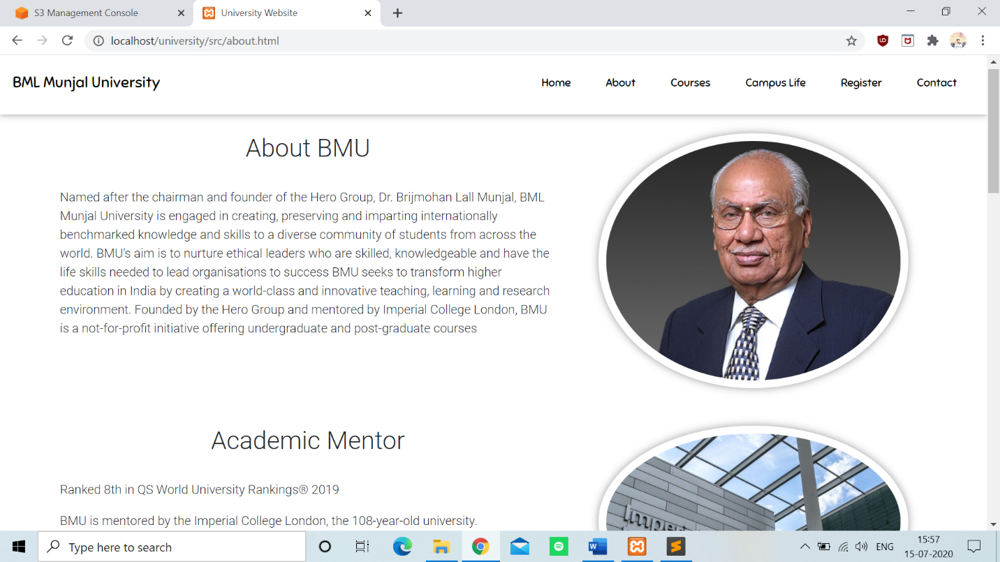 S3 Management Console
University Website
localhost/university/src/about.html
BML Munjal University
Home About Courses Campus Life Register Contact
About BMU
Named after the chairman and founder of the Hero Group, Dr. Brijmohan Lall Munjal, BML
Munjal University is engaged in creating, preserving and imparting internationally
benchmarked knowledge and skills to a diverse community of students from across the
world. BMU's aim is to nurture ethical leaders who are skilled, knowledgeable and have the
life skills needed to lead organisations to success BMU seeks to transform higher
education in India by creating a world-class and innovative teaching, learning and research
environment. Founded by the Hero Group and mentored by Imperial College London, BMU
is a not-for-profit initiative offering undergraduate and post-graduate courses
Academic Mentor
Ranked 8th in QS World University Rankings® 2019
BMU is mentored by the Imperial College London, the 108-year-old university.
Type here to search
ENG
15:57
15-07-2020